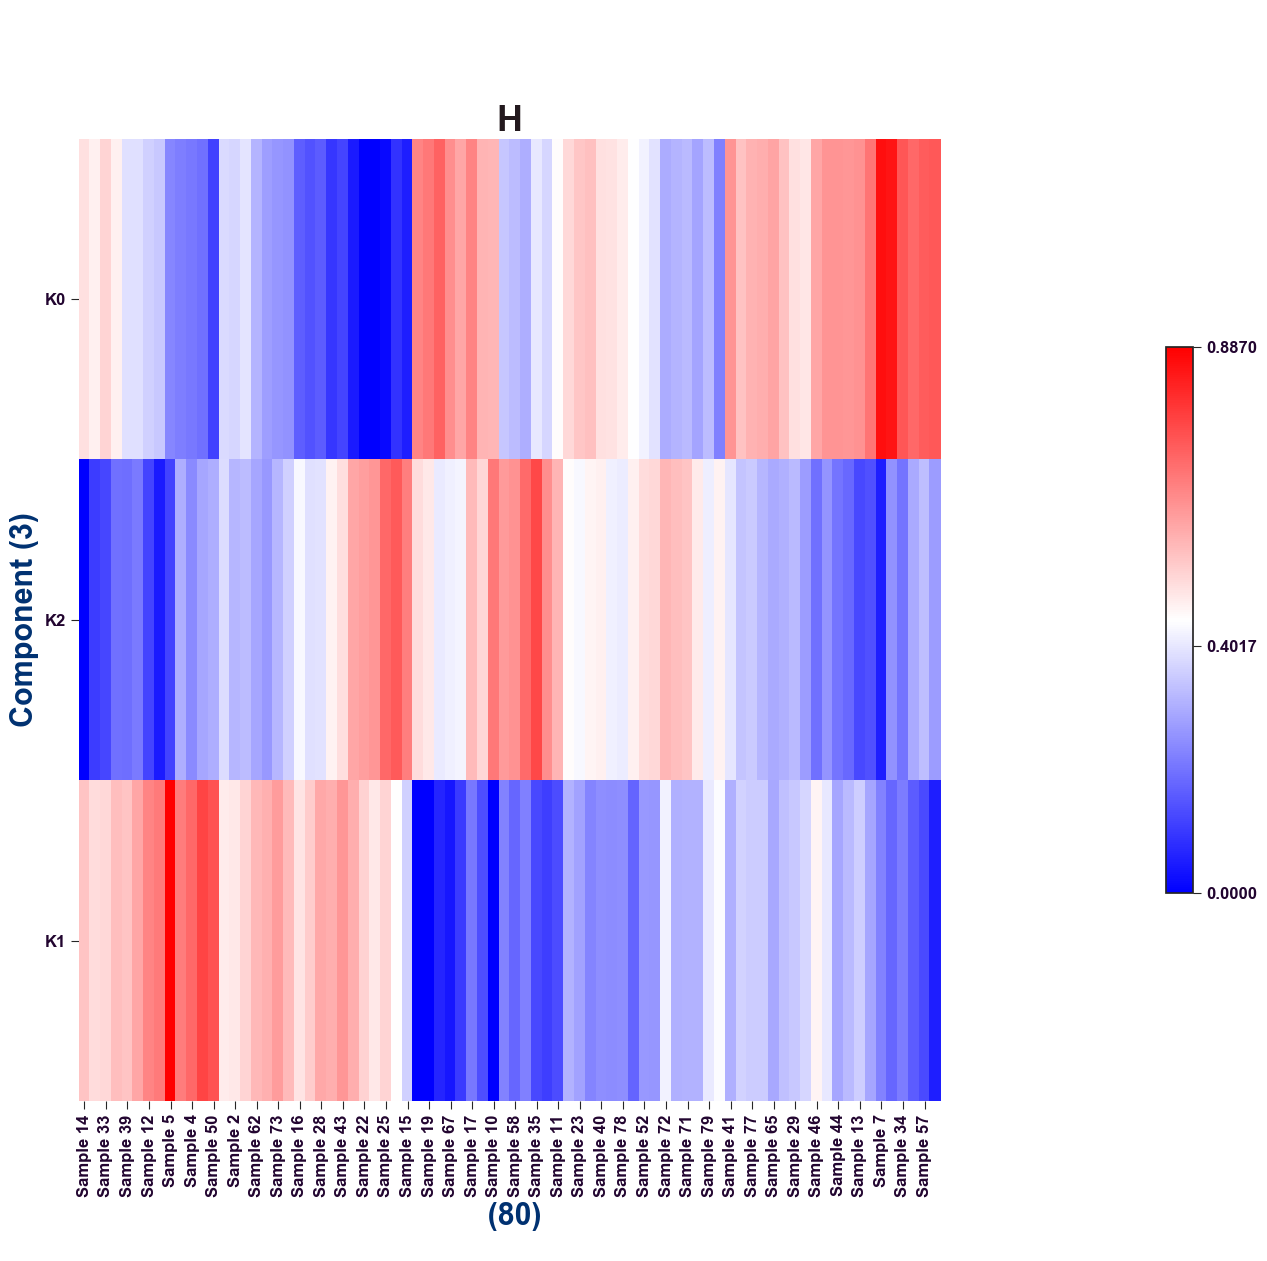 H
Component (3)
K0
K2
K1
0.8870
0.4017
0.0000
Sample 14
Sample 33
Sample 39
Sample 12
Sample 5
Sample 4
Sample 50
Sample 2
Sample 62
Sample 73
Sample 16
Sample 28
Sample 43
Sample 22
Sample 25
Sample 15
Sample 19
Sample 67
Sample 17
Sample 10
Sample 58
Sample 35
Sample 11
Sample 23
Sample 40
Sample 78
Sample 52
Sample 72
Sample 71
Sample 79
Sample 41
Sample 77
Sample 65
Sample 29
Sample 46
Sample 44
Sample 13
Sample 7
Sample 34
Sample 57
(80)